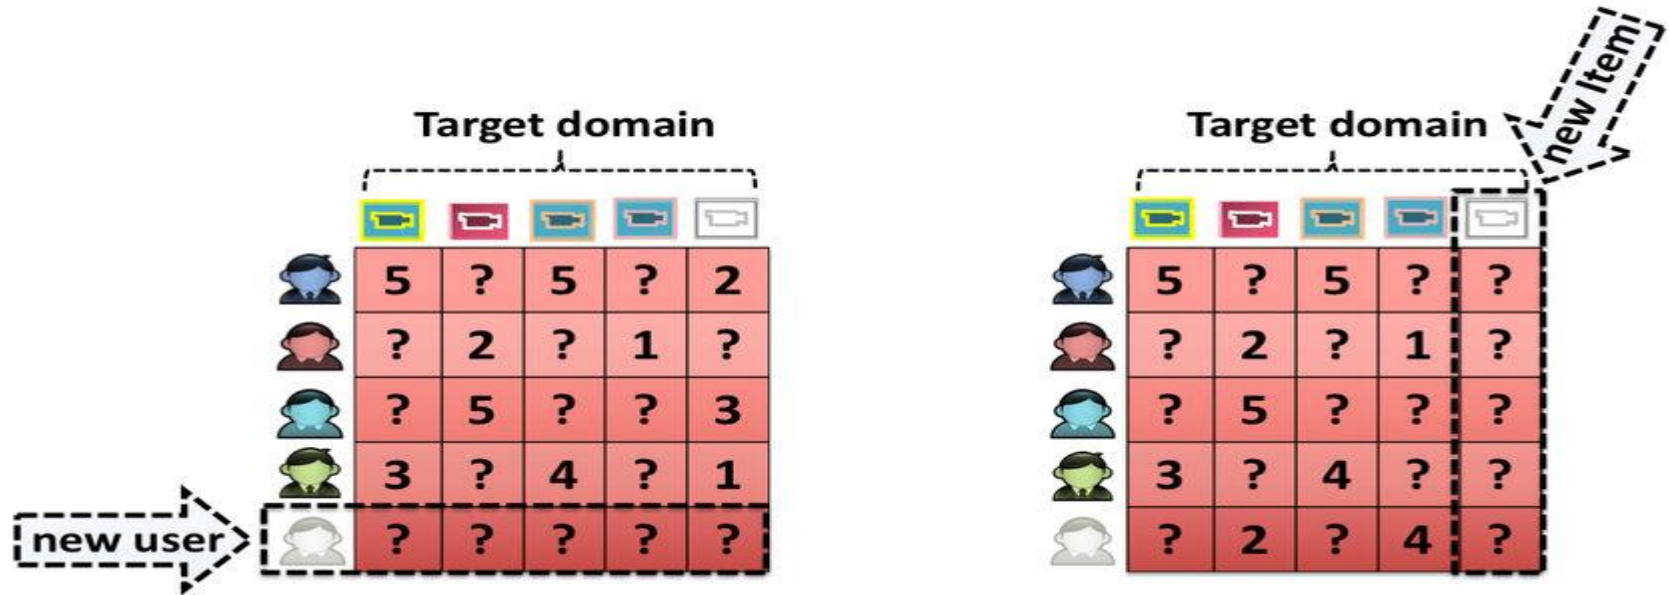 Target domain
5 ? 5 ? 2
? 2 ? 1 ?
? 5 ? ? 3
3 ? 4 ? 1
new user
? ? ? ? ?
new Item
Target domain
5 ? 5 ? ?
? 2 ? 1 ?
? 5 ? ? ?
3 ? 4 ? ?
? 2 ? 4 ?